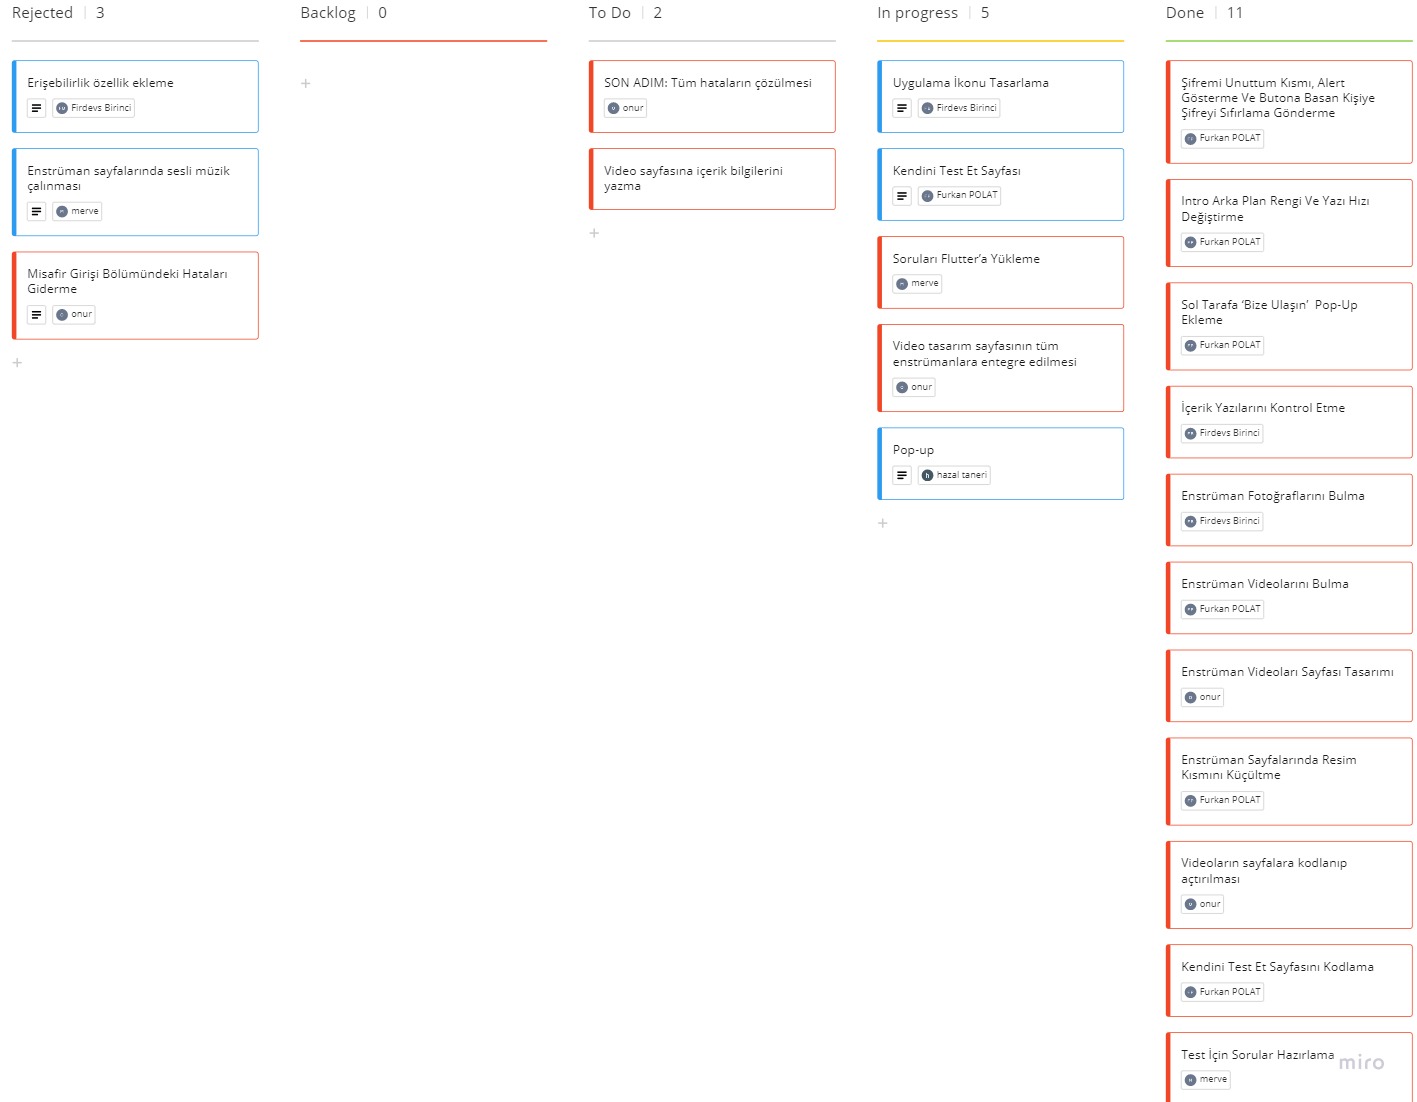 Rejected 3
Erişebilirlik özellik ekleme
Firdevs Birinci
Enstrüman sayfalarında sesli müzik
çalınması
merve
Misafir Girişi Bölümündeki Hataları
Giderme
onur
+
Backlog 0
+
To Do 2
SON ADIM: Tüm hataların çözülmesi
onur
Video sayfasına içerik bilgilerini
yazma
+
In progress 5
Uygulama İkonu Tasarlama
Firdevs Birinci
Kendini Test Et Sayfası
Furkan POLAT
Soruları Flutter’a Yükleme
merve
Video tasarım sayfasının tüm
enstrümanlara entegre edilmesi
onur
Pop-up
h hazal taneri
+
Done 11
Şifremi Unuttum Kısmı, Alert
Gösterme Ve Butona Basan Kişiye
Şifreyi Sıfırlama Gönderme
Furkan POLAT
Intro Arka Plan Rengi Ve Yazı Hızı
Değiştirme
Furkan POLAT
Sol Tarafa ‘Bize Ulaşın’ Pop-Up
Ekleme
Furkan POLAT
İçerik Yazılarını Kontrol Etme
Firdevs Birinci
Enstrüman Fotoğraflarını Bulma
Firdevs Birinci
Enstrüman Videolarını Bulma
Furkan POLAT
Enstrüman Videoları Sayfası Tasarımı
onur
Enstrüman Sayfalarında Resim
Kısmını Küçültme
Furkan POLAT
Videoların sayfalara kodlanıp
açtırılması
onur
Kendini Test Et Sayfasını Kodlama
Furkan POLAT
Test İçin Sorular Hazırlama
merve
miro